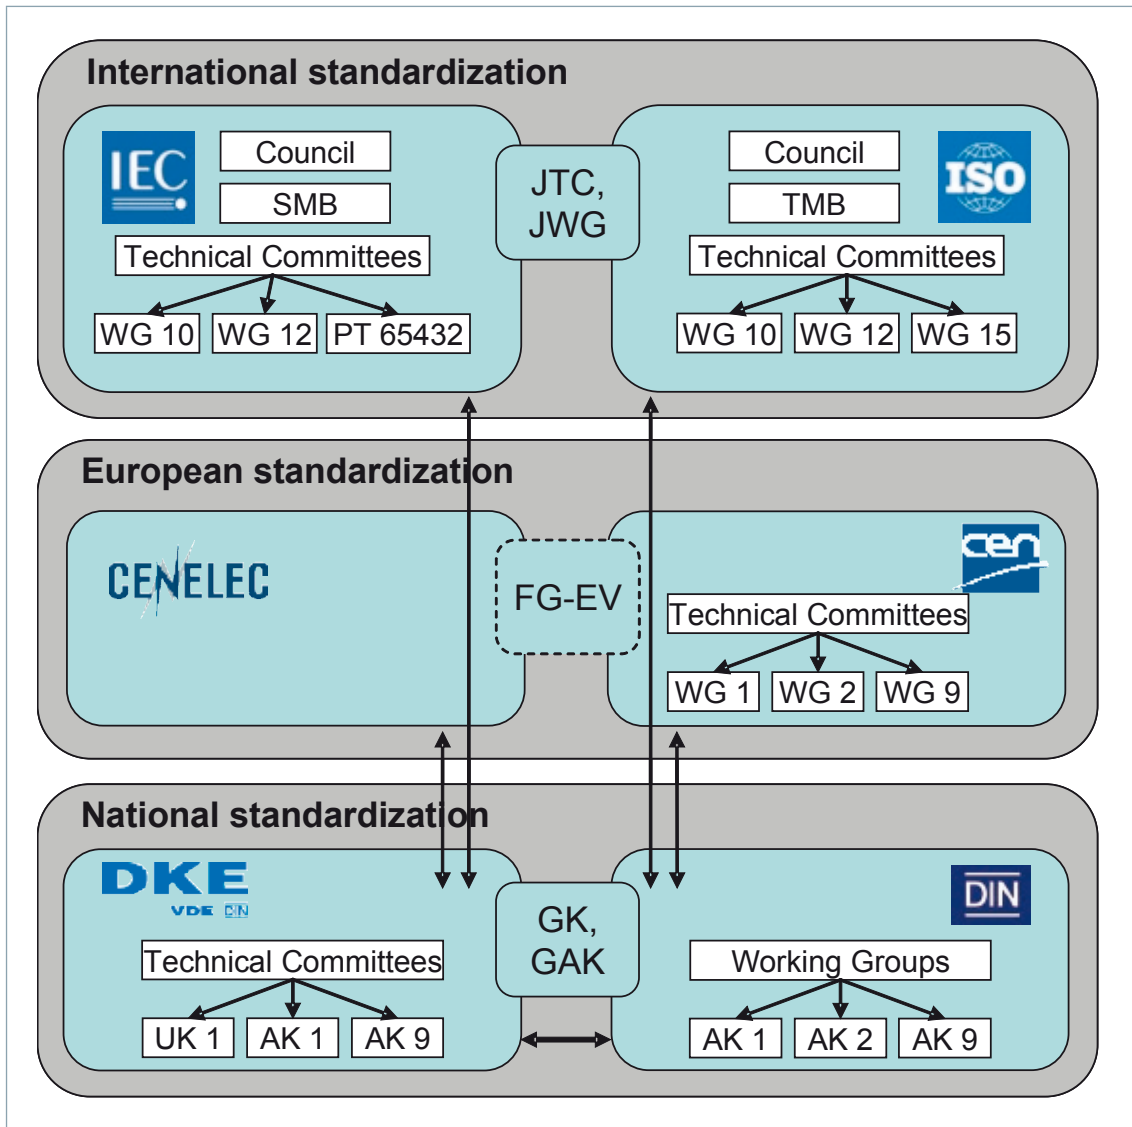 International standardization
IEC
Council
SMB
Technical Committees
WG 10
WG 12
PT 65432
JTC,
JWG
Council
TMB
ISO
Technical Committees
WG 10
WG 12
WG 15
European standardization
CENELEC
FG-EV
cen
Technical Committees
WG 1
WG 2
WG 9
National standardization
DKE
VDE DIN
Technical Committees
UK 1
AK 1
AK 9
GK,
GAK
DIN
Working Groups
AK 1
AK 2
AK 9